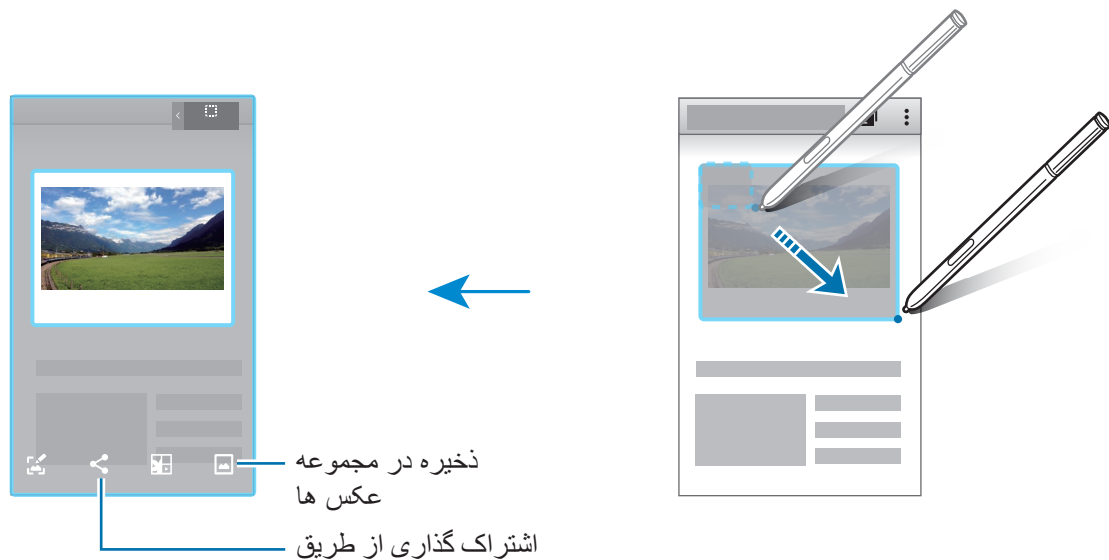 ذخیره در مجموعه
عکس ها
اشتراک گذاری از طریق